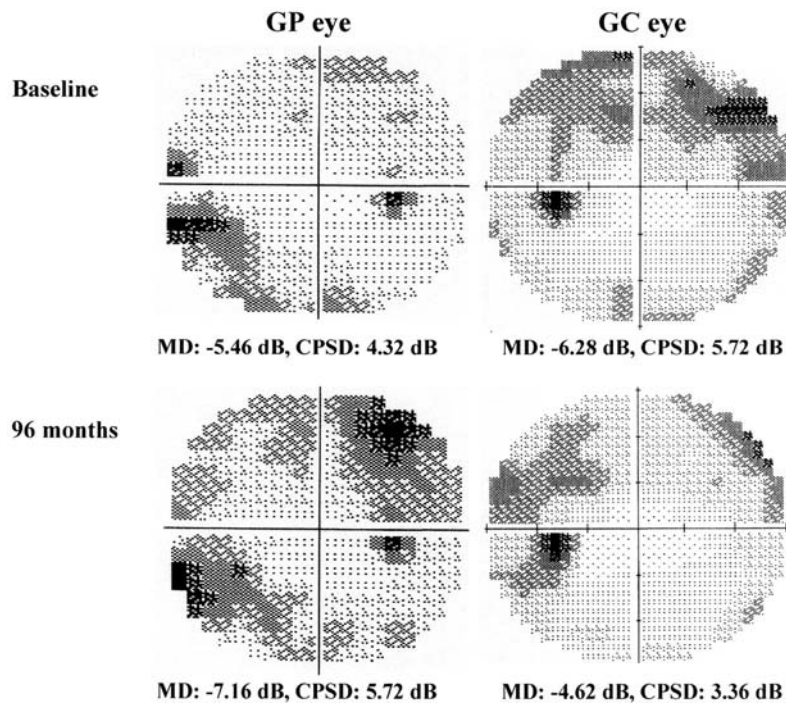 GP eye GC eye
Baseline
MD: -5.46 dB, CPSD: 4.32 dB MD: -6.28 dB, CPSD: 5.72 dB
96 months
MD: -7.16 dB, CPSD: 5.72 dB MD: -4.62 dB, CPSD: 3.36 dB